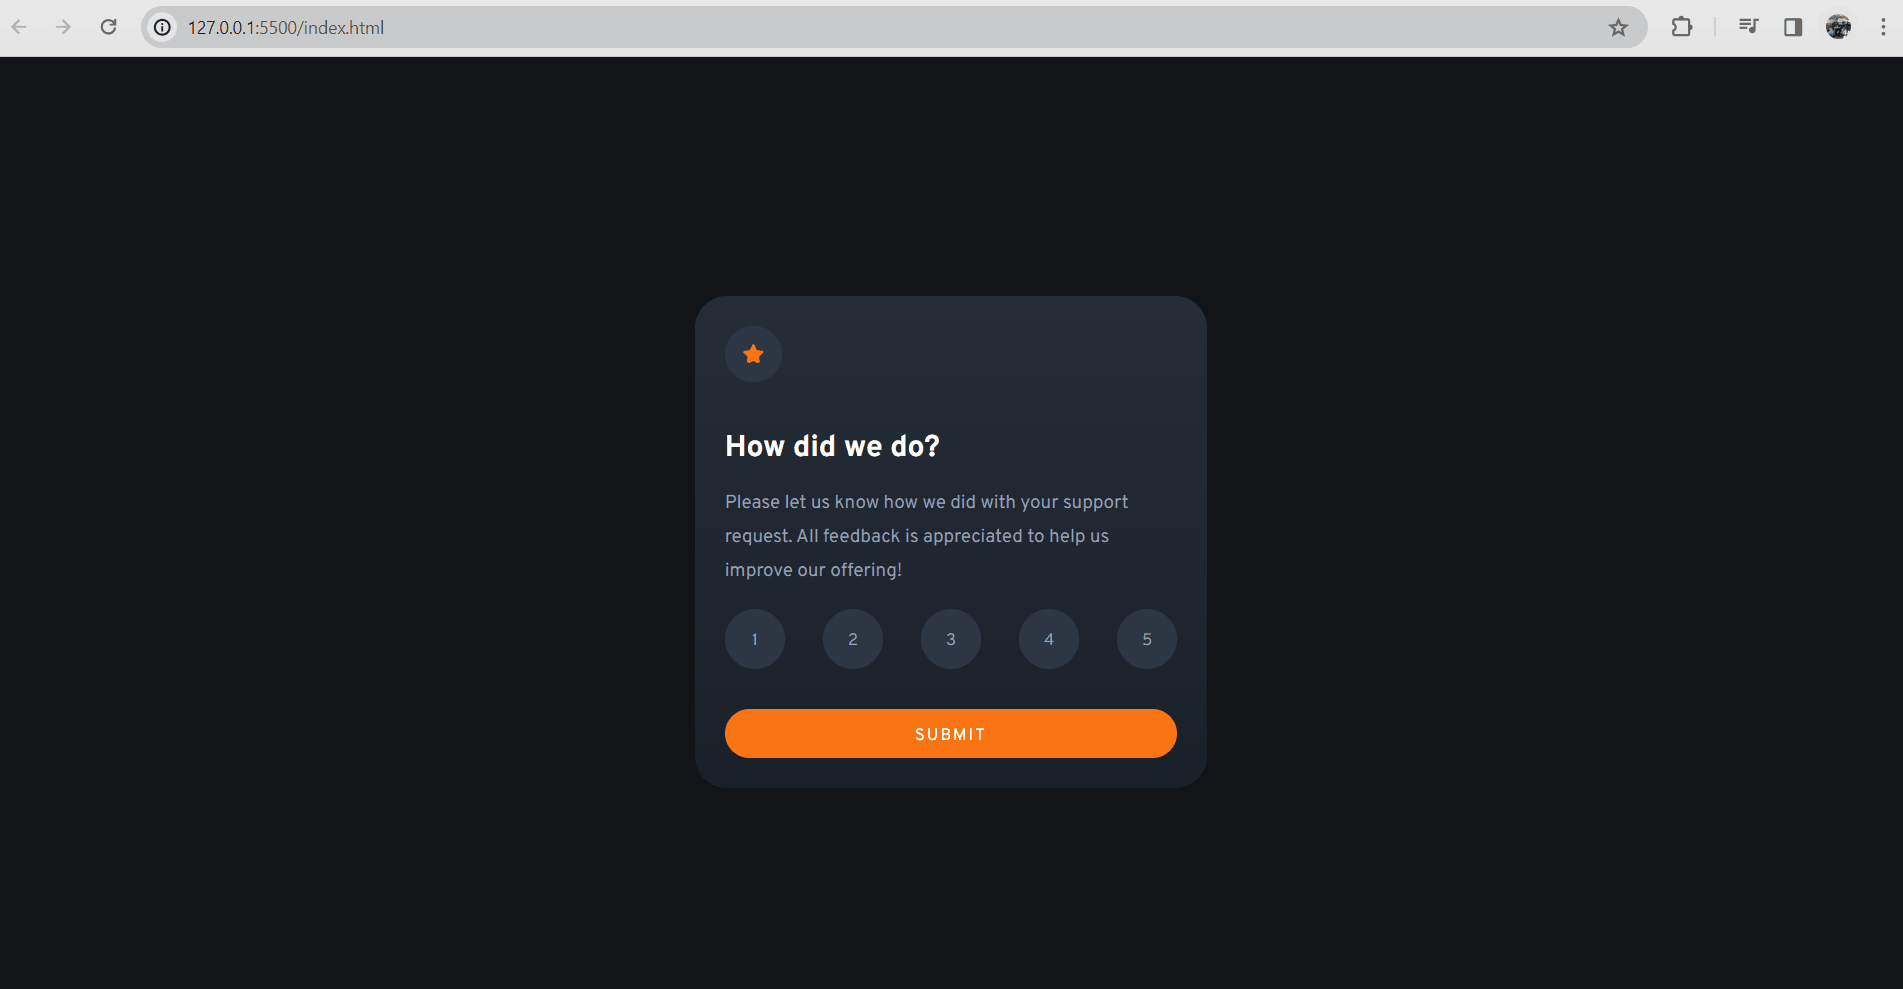 127.0.0.1:5500/index.html
How did we do?
Please let us know how we did with your support
request. All feedback is appreciated to help us
improve our offering!
1 2 3 4 5
SUBMIT